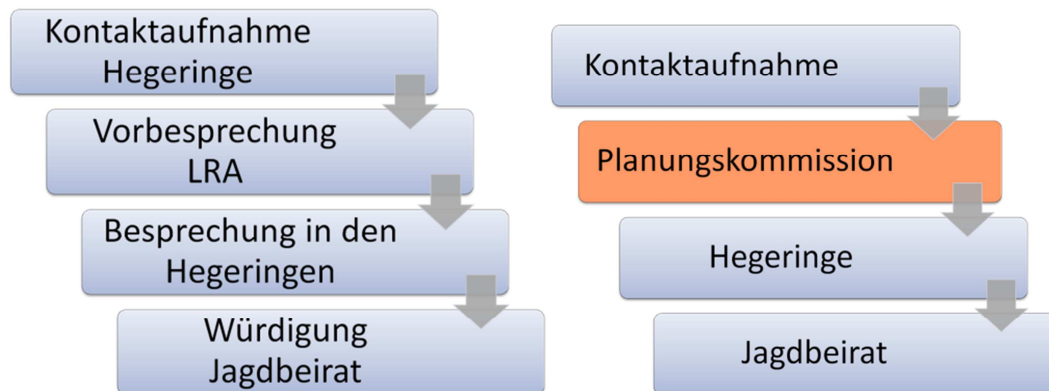 Kontaktaufnahme
Hegeringe
Vorbesprechung
LRA
Besprechung in den
Hegeringen
Würdigung
Jagdbeirat
Kontaktaufnahme
Planungskommission
Hegeringe
Jagdbeirat